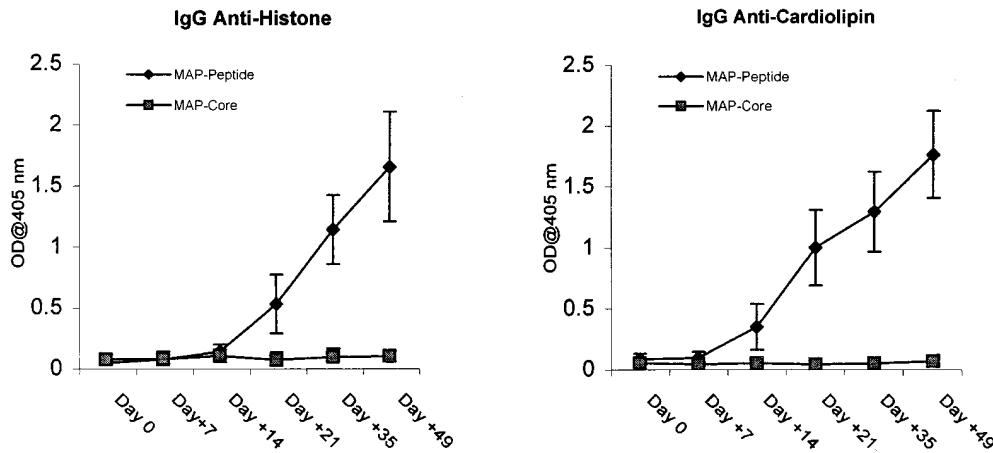 IgG Anti-Histone
2.5
2
1.5
1
0.5
0
OD@405 nm
MAP-Peptide
MAP-Core
Day 0
Day+7
Day +14
Day +21
Day +35
Day +49
IgG Anti-Cardiolipin
2.5
2
1.5
1
0.5
0
OD@405 nm
MAP-Peptide
MAP-Core
Day 0
Day +7
Day +14
Day +21
Day +35
Day +49